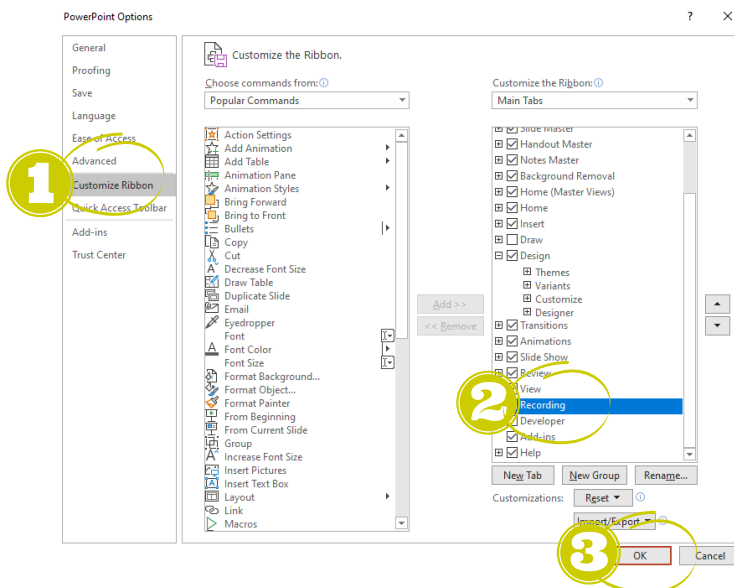 PowerPoint Options
?
General
Proofing
Save
Language
Ease of Access
Advanced
Customize Ribbon
Quick Access Toolbar
Add-ins
Trust Center
1
Customize the Ribbon.
Choose commands from:
Popular Commands
Action Settings
Add Animation
Add Table
Animation Pane
Animation Styles
Bring Forward
Bring to Front
Bullets
Copy
Cut
Decrease Font Size
Draw Table
Duplicate Slide
Email
Eyedropper
Font
Font Color
Font Size
Format Background...
Format Object...
Format Painter
From Beginning
From Current Slide
Group
Increase Font Size
Insert Pictures
Insert Text Box
Layout
Link
Macros
Add >>
<< Remove
Customize the Ribbon:
Main Tabs
Slide Master
Handout Master
Notes Master
Background Removal
Home (Master Views)
Home
Insert
Draw
Design
Themes
Variants
Customize
Designer
Transitions
Animations
Slide Show
Review
View
2
Recording
Developer
Add-ins
Help
New Tab
New Group
Rename...
Customizations:
Reset
Import/Export
3
OK
Cancel